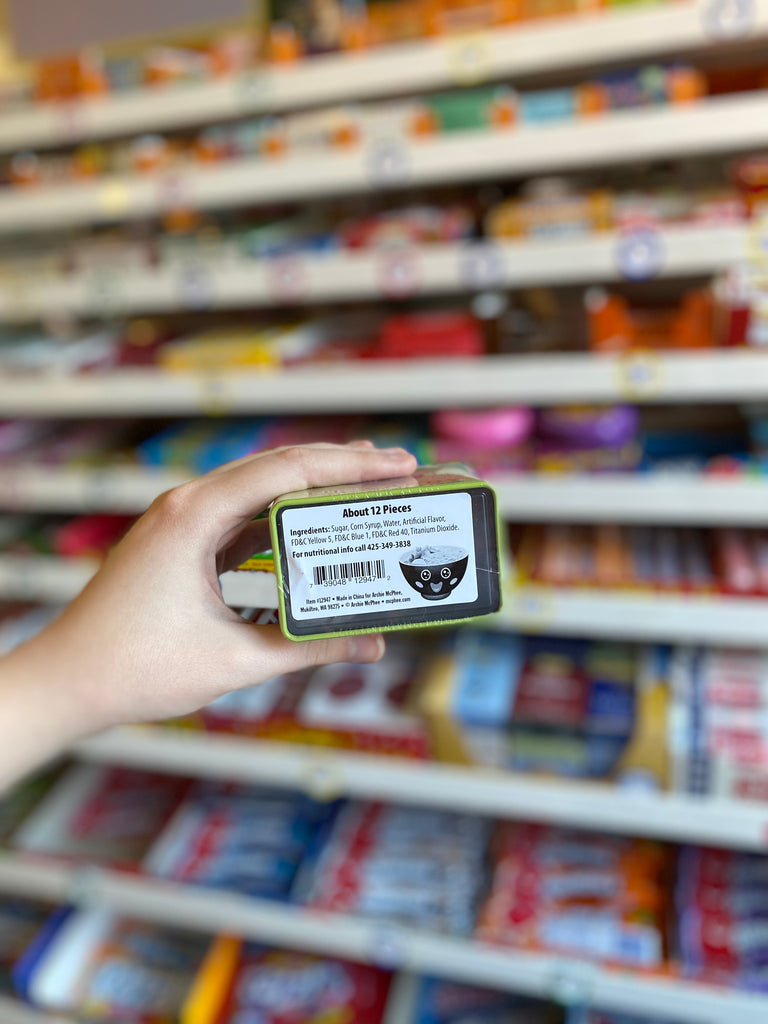 About 12 Pieces
Ingredients: Sugar, Corn Syrup, Water, Artificial Flavor,
FD&C Yellow 5, FD&C Blue 1, FD&C Red 40, Titanium Dioxide.
For nutritional info call 425-349-3838
7 39048 12947 2
Item #12947 • Made in China for Archie McPhee,
Mukilteo, WA 98275 • © Archie McPhee • mcphee.com